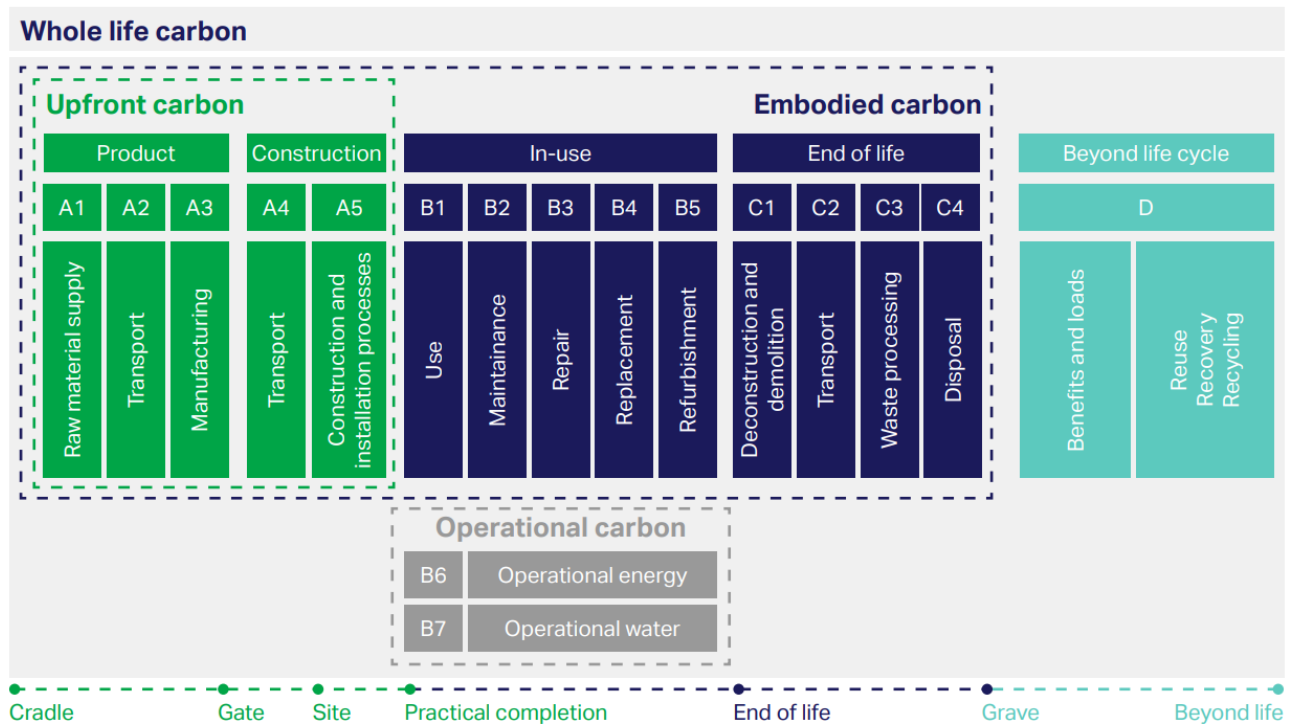 Whole life carbon
Upfront carbon
Embodied carbon
Product
Construction
In-use
End of life
Beyond life cycle
A1
A2
A3
A4
A5
B1
B2
B3
B4
B5
C1
C2
C3
C4
D
Raw material supply
Transport
Manufacturing
Transport
Construction and
installation processes
Use
Maintainance
Repair
Replacement
Refurbishment
Deconstruction and
demolition
Transport
Waste processing
Disposal
Benefits and loads
Reuse
Recovery
Recycling
Operational carbon
B6
Operational energy
B7
Operational water
Cradle
Gate
Site
Practical completion
End of life
Grave
Beyond life